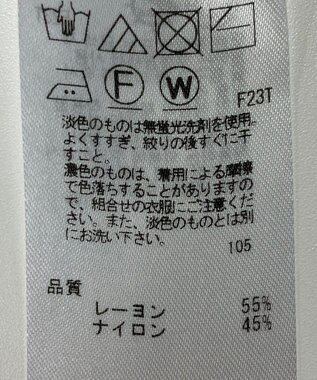 F W
F23T
淡色のものは無蛍光洗剤を使用。
よくすすぎ、絞りの後すぐに干
すこと。
濃色のものは、着用による摩擦
で色落ちすることがありますの
で、組合せの衣服にご注意くだ
さい。また、淡色のものとは別
にお洗い下さい。
105
品質
レーヨン 55%
ナイロン 45%